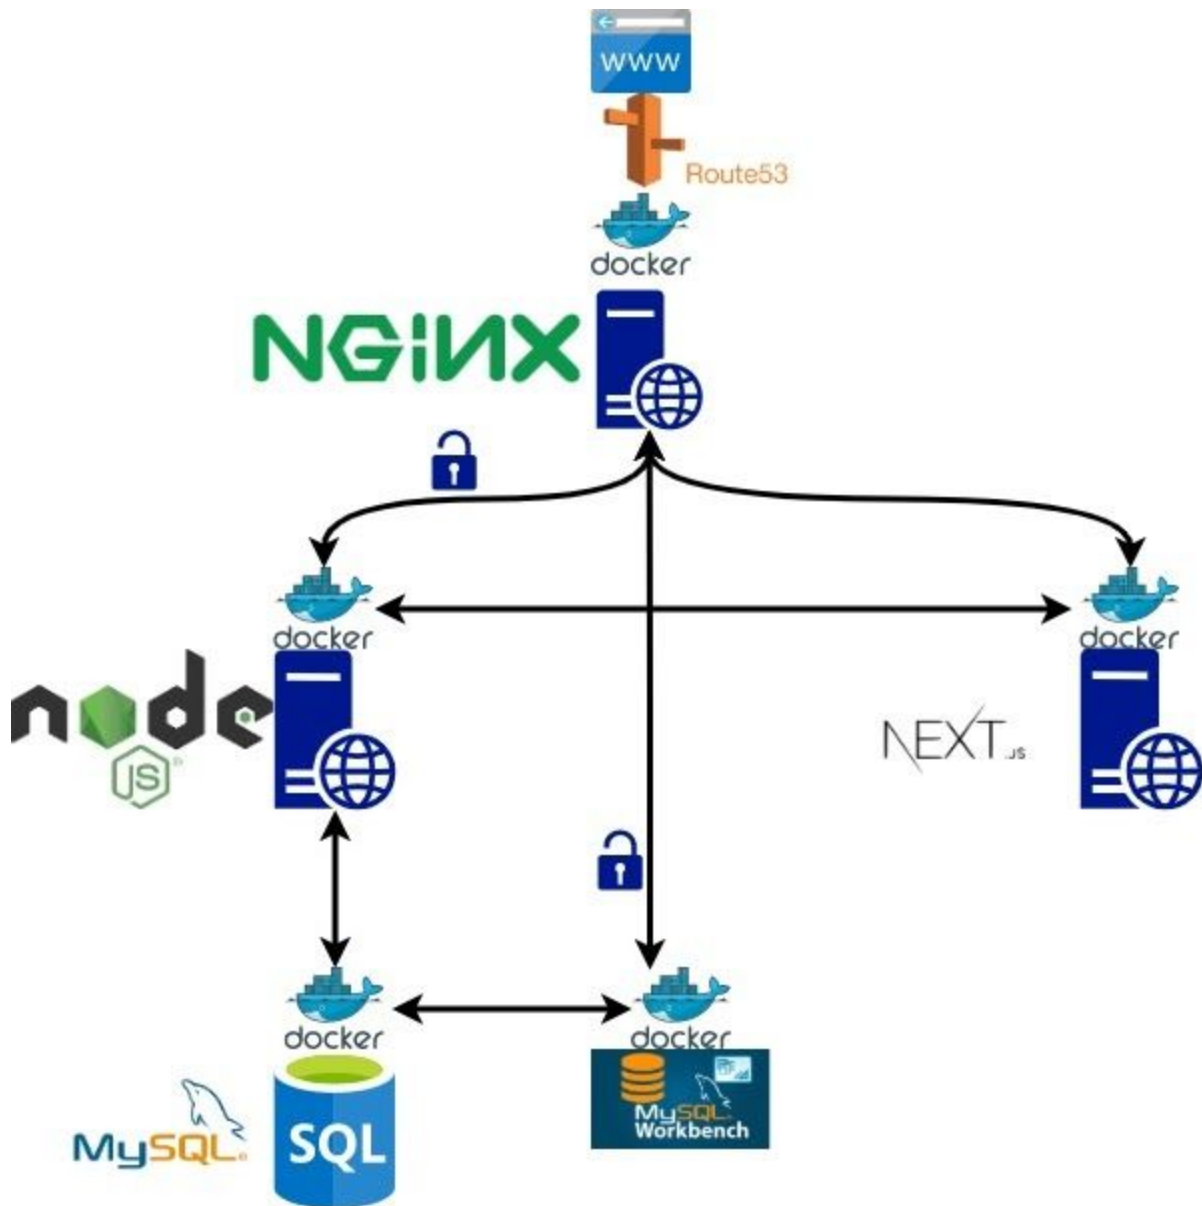 WWW
Route53
docker
NGiNX
docker
docker
node
JS
NEXT.JS
docker
docker
MySQL
Workbench
MySQL
SQL